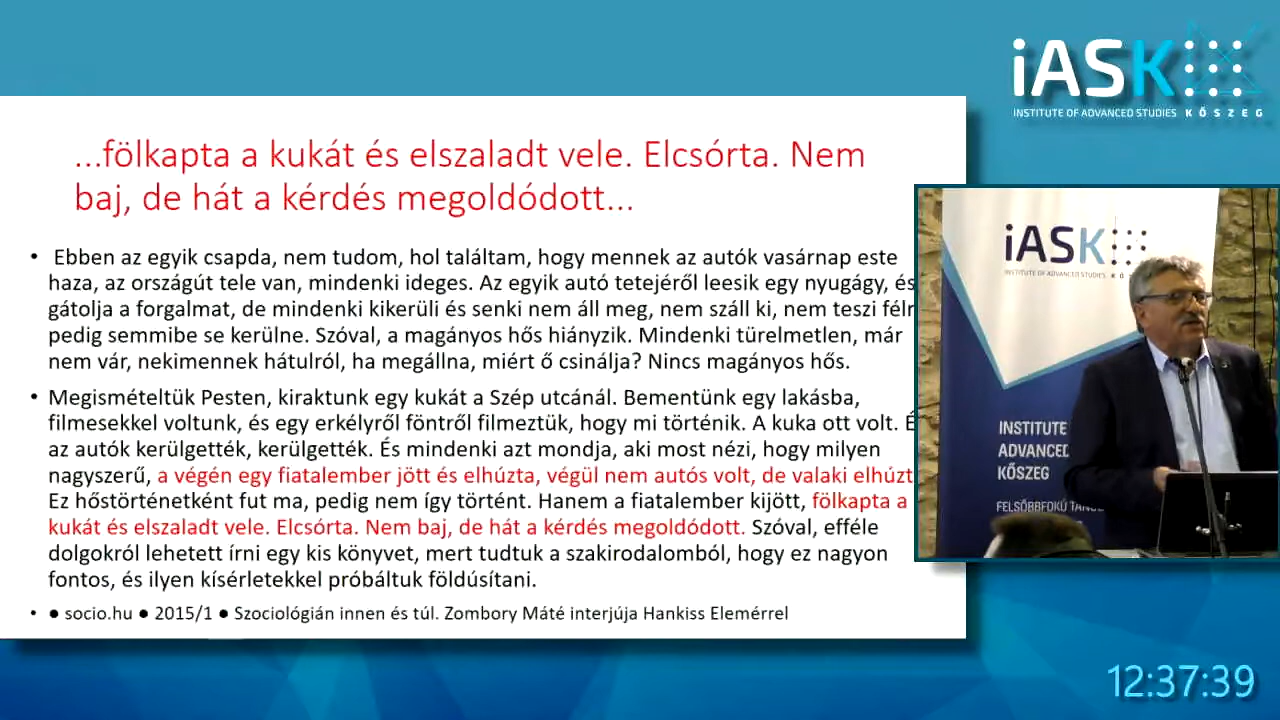 iASK
INSTITUTE OF ADVANCED STUDIES KŐSZEG
...fölkapta a kukát és elszaladt vele. Elcsórta. Nem
baj, de hát a kérdés megoldódott...
• Ebben az egyik csapda, nem tudom, hol találtam, hogy mennek az autók vasárnap este
haza, az országút tele van, mindenki ideges. Az egyik autó tetejéről leesik egy nyugágy, és
gátolja a forgalmat, de mindenki kikerüli és senki nem áll meg, nem száll ki, nem teszi
pedig semmibe se kerülne. Szóval, a magányos hős hiányzik. Mindenki türelmetlen, már
nem vár, nekimennek hátulról, ha megállna, miért ő csinálja? Nincs magányos hős.
• Megismételtük Pesten, kiraktunk egy kukát a Szép utcánál. Bementünk egy lakásba,
filmesekkel voltunk, és egy erkélyről föntről filmeztük, hogy mi történik. A kuka ott volt.
az autók kerülgették, kerülgették. És mindenki azt mondja, aki most nézi, hogy milyen
nagyszerű, a végén egy fiatalember jött és elhúzta, végül nem autós volt, de valaki elhúzt
Ez hőstörténetként fut ma, pedig nem így történt. Hanem a fiatalember kijött, fölkapta a
kukát és elszaladt vele. Elcsórta. Nem baj, de hát a kérdés megoldódott. Szóval, efféle
dolgokról lehetett írni egy kis könyvet, mert tudtuk a szakirodalomból, hogy ez nagyon
fontos, és ilyen kísérletekkel próbáltuk földúsítani.
• ● socio.hu ● 2015/1 ● Szociológián innen és túl. Zombory Máté interjúja Hankiss Elemérrel
iASK
INSTITUTE OF ADVANCED STUDIES
INSTITUTE
ADVANCED
KŐSZEG
FELSŐBBFOKÚ
12:37:39